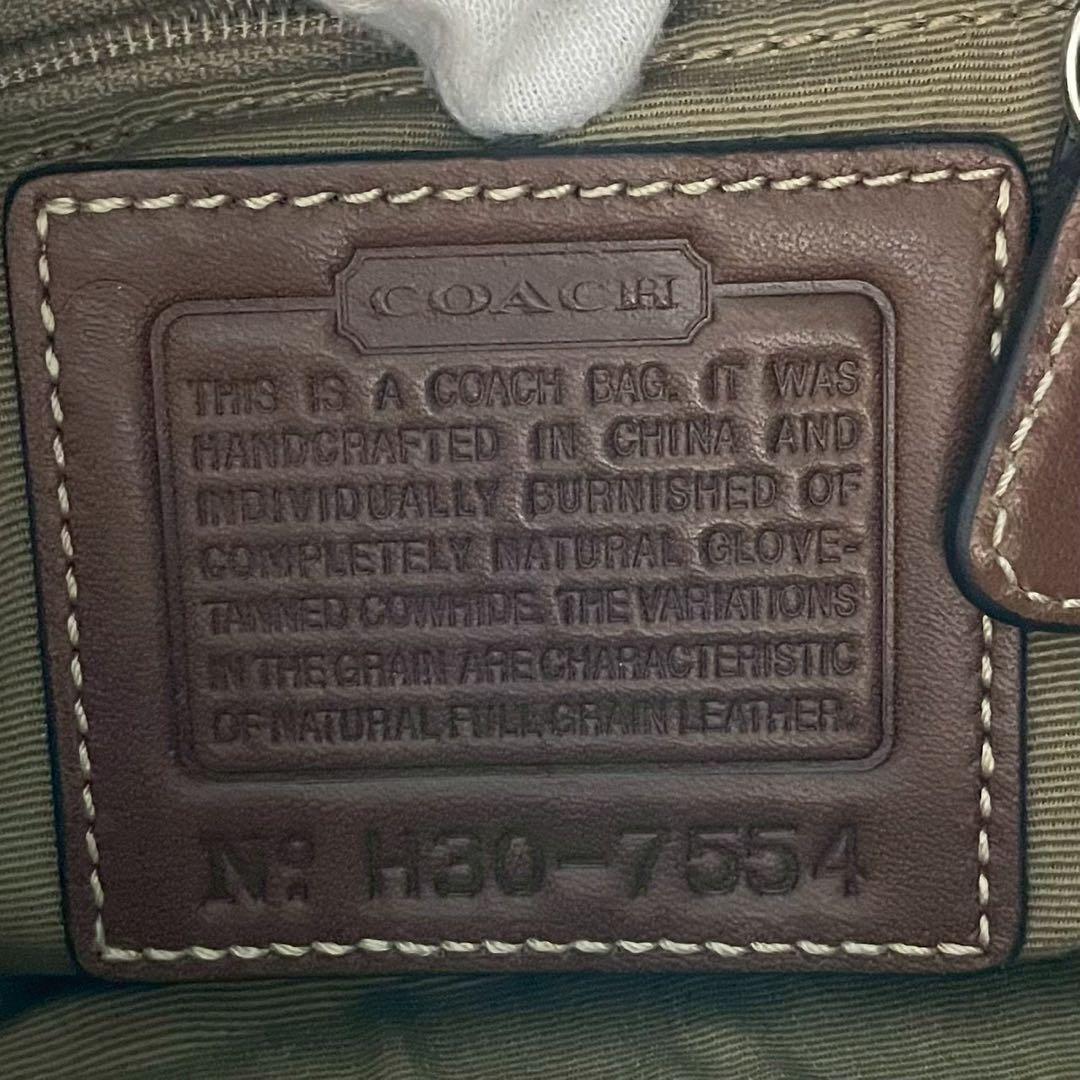 COACH
THIS IS A COACH BAG. IT WAS
HANDCRAFTED IN CHINA AND
INDIVIDUALLY BURNISHED OF
COMPLETELY NATURAL GLOVE-
TANNED COWHIDE. THE VARIATIONS
IN THE GRAIN ARE CHARACTERISTIC
OF NATURAL FULL GRAIN LEATHER.
Nº H30-7554